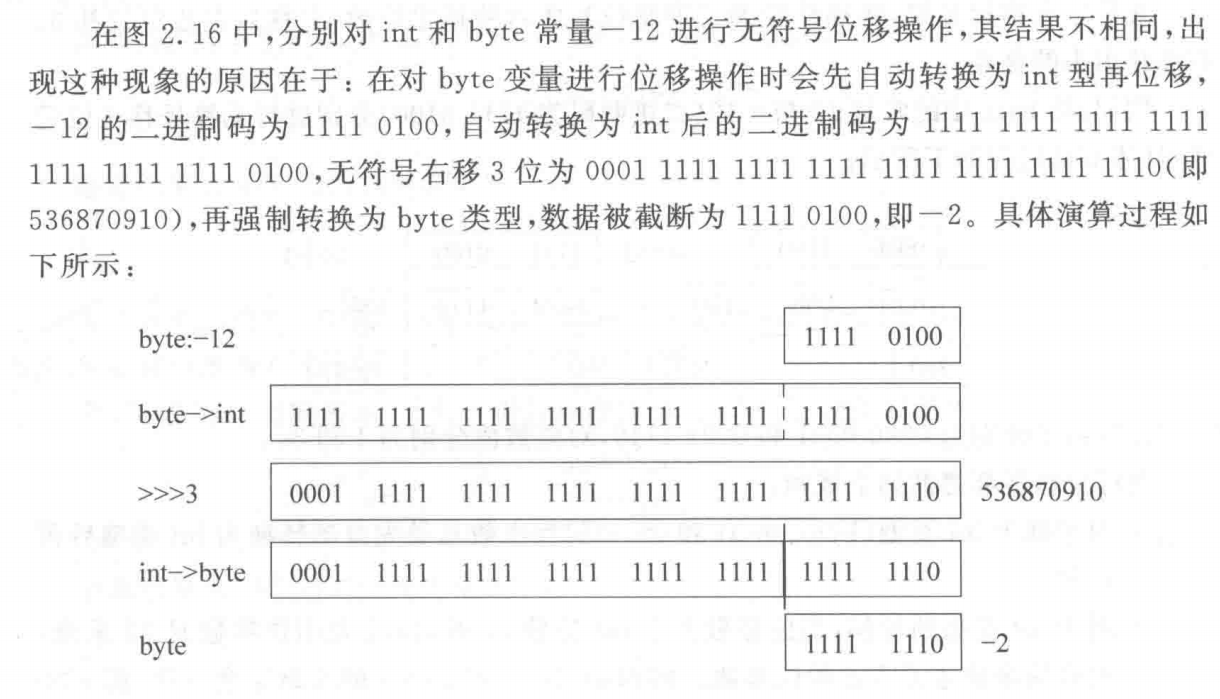 在图 2.16 中,分别对 int 和 byte 常量－12 进行无符号位移操作,其结果不相同,出
现这种现象的原因在于: 在对 byte 变量进行位移操作时会先自动转换为 int 型再位移,
－12 的二进制码为 1111 0100,自动转换为 int 后的二进制码为 1111 1111 1111 1111
1111 1111 1111 0100,无符号右移 3 位为 0001 1111 1111 1111 1111 1111 1111 1110(即
536870910),再强制转换为 byte 类型,数据被截断为 1111 0100,即－2。具体演算过程如
下所示:
byte:−12 1111 0100
byte−>int 1111 1111 1111 1111 1111 1111 1111 0100
>>>3 0001 1111 1111 1111 1111 1111 1111 1110 536870910
int−>byte 0001 1111 1111 1111 1111 1111 1111 1110
byte 1111 1110 −2